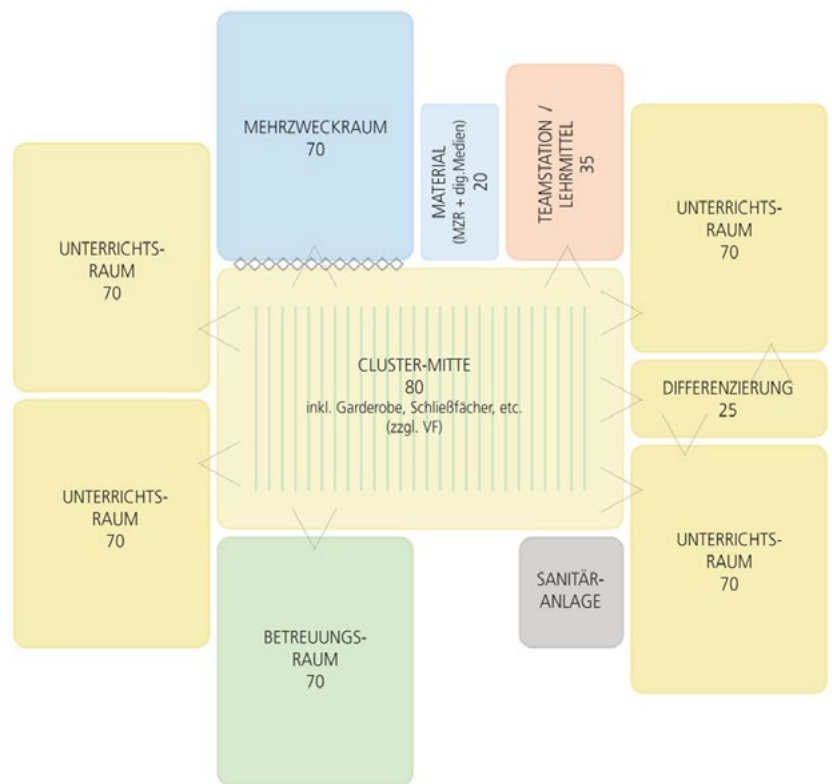 MEHRZWECKRAUM
70
MATERIAL
(MZR + dig.Medien)
20
TEAMSTATION /
LEHRMITTEL
35
UNTERRICHTS-
RAUM
70
UNTERRICHTS-
RAUM
70
CLUSTER-MITTE
80
inkl. Garderobe, Schließfächer, etc.
(zzgl. VF)
DIFFERENZIERUNG
25
UNTERRICHTS-
RAUM
70
UNTERRICHTS-
RAUM
70
SANITÄR-
ANLAGE
BETREUUNGS-
RAUM
70